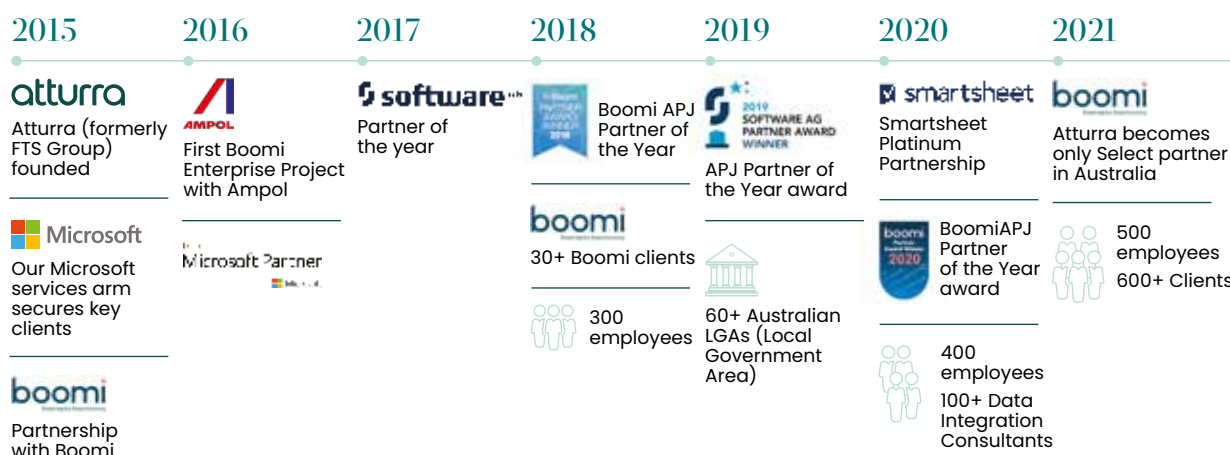 2015
atturra
Atturra (formerly
FTS Group)
founded
Microsoft
Our Microsoft
services arm
secures key
clients
boomi
Partnership
with Boomi
2016
AMPOL
First Boomi
Enterprise Project
with Ampol
Microsoft Partner
2017
software
Partner of
the year
2018
boomi
PARTNER
AWARD
WINNER
2018
Boomi APJ
Partner of
the Year
boomi
30+ Boomi clients
300
employees
2019
2019
SOFTWARE AG
PARTNER AWARD
WINNER
APJ Partner of
the Year award
60+ Australian
LGAs (Local
Government
Area)
2020
smartsheet
Smartsheet
Platinum
Partnership
boomi
2020
BoomiAPJ
Partner
of the Year
award
400
employees
100+ Data
Integration
Consultants
2021
boomi
Atturra becomes
only Select partner
in Australia
500
employees
600+ Clients